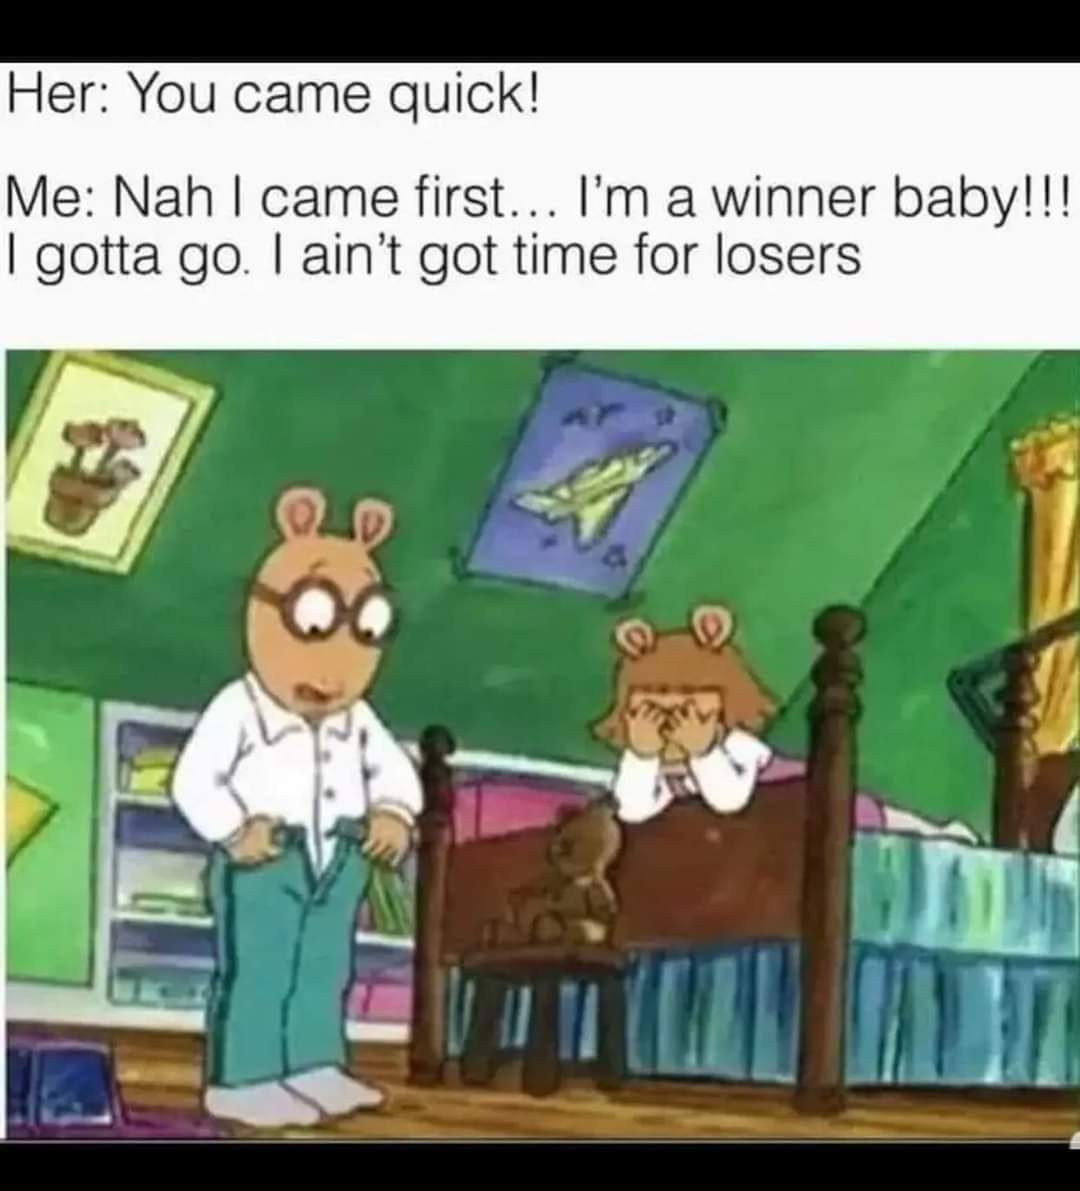 Her: You came quick!
Me: Nah I came first... I'm a winner baby!!!
I gotta go. I ain't got time for losers